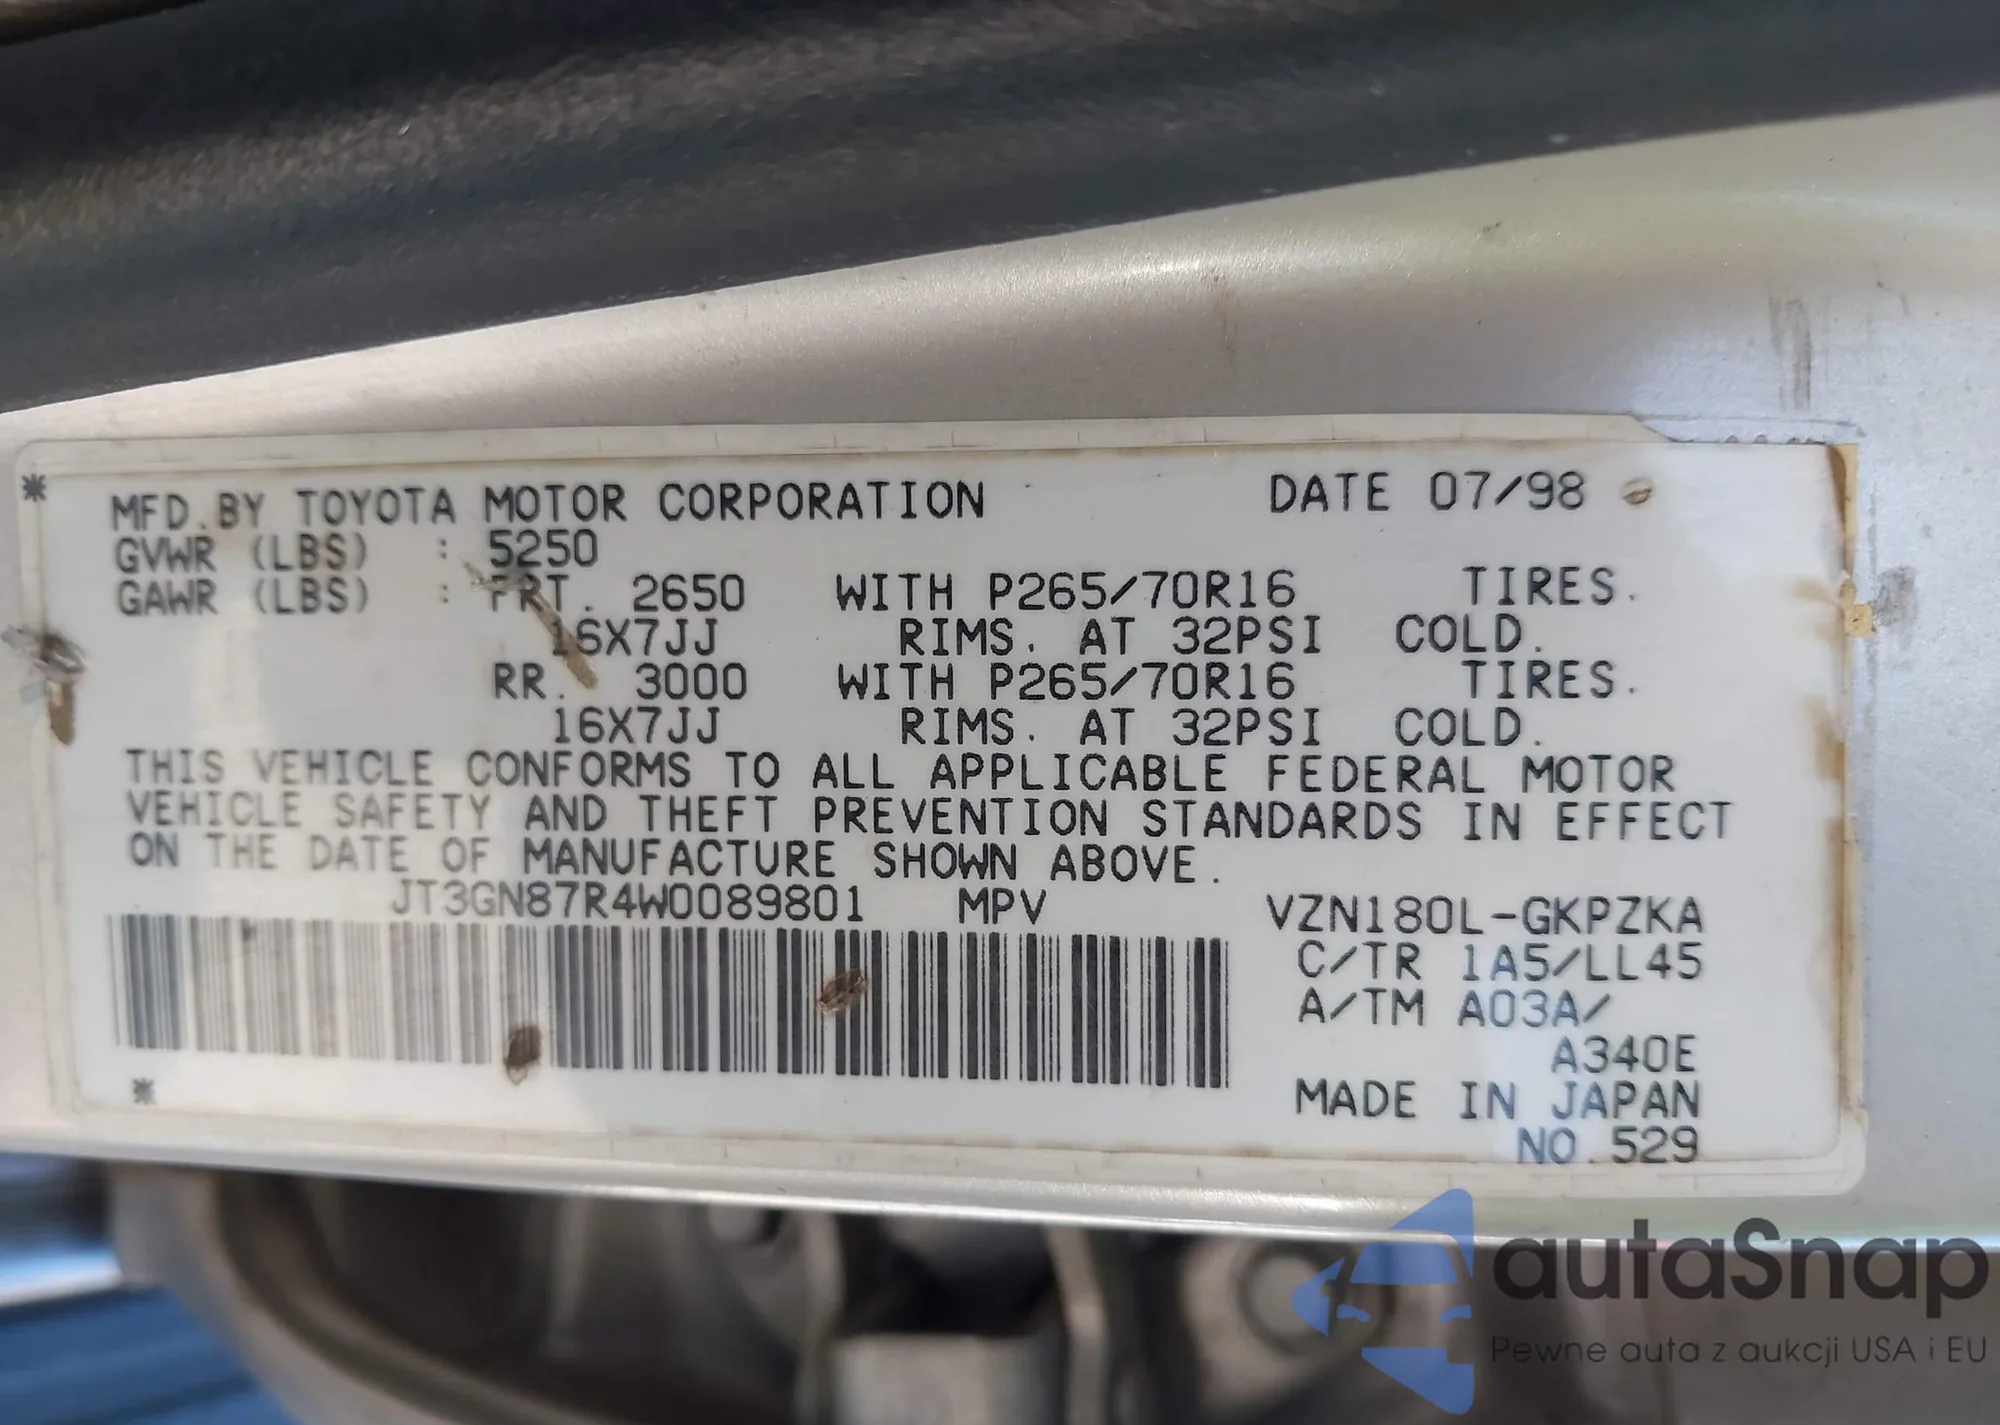 MFD. BY TOYOTA MOTOR CORPORATION DATE 07/98
GVWR (LBS) : 5250
GAWR (LBS) : FRT. 2650 WITH P265/70R16 TIRES.
16X7JJ RIMS. AT 32PSI COLD.
RR. 3000 WITH P265/70R16 TIRES.
16X7JJ RIMS. AT 32PSI COLD.
THIS VEHICLE CONFORMS TO ALL APPLICABLE FEDERAL MOTOR
VEHICLE SAFETY AND THEFT PREVENTION STANDARDS IN EFFECT
ON THE DATE OF MANUFACTURE SHOWN ABOVE.
JT3GN87R4W0089801 MPV VZN180L-GKPZKA
C/TR 1A5/LL45
A/TM A03A/
A340E
MADE IN JAPAN
NO. 529
autaSnap
Pewne auta z aukcji USA i EU